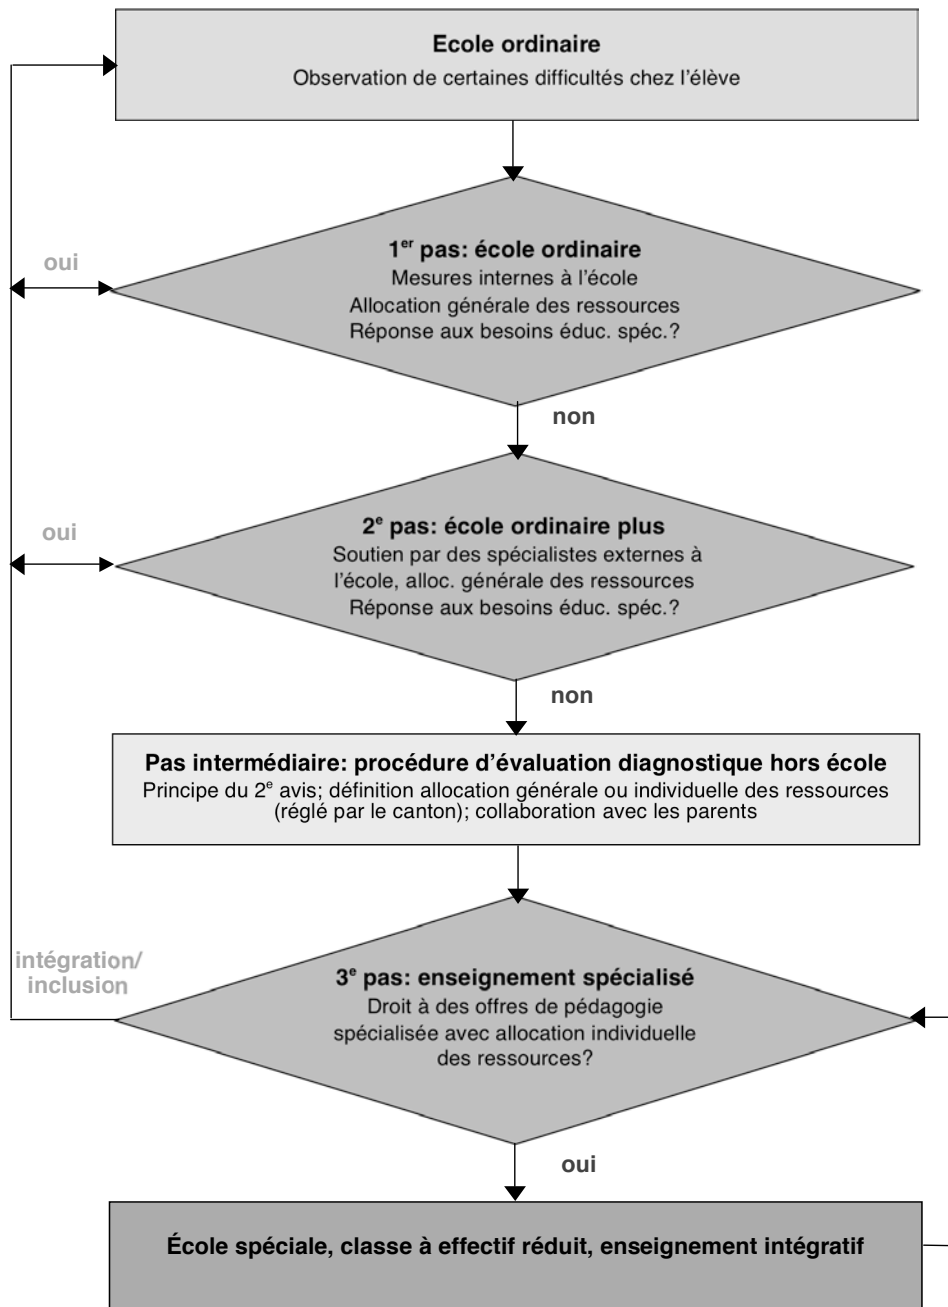 Ecole ordinaire
Observation de certaines difficultés chez l’élève
1er pas: école ordinaire
Mesures internes à l’école
Allocation générale des ressources
Réponse aux besoins éduc. spéc.?
oui
non
2e pas: école ordinaire plus
Soutien par des spécialistes externes à
l’école, alloc. générale des ressources
Réponse aux besoins éduc. spéc.?
oui
non
Pas intermédiaire: procédure d’évaluation diagnostique hors école
Principe du 2e avis; définition allocation générale ou individuelle des ressources
(réglé par le canton); collaboration avec les parents
intégration/
inclusion
3e pas: enseignement spécialisé
Droit à des offres de pédagogie
spécialisée avec allocation individuelle
des ressources?
oui
École spéciale, classe à effectif réduit, enseignement intégratif